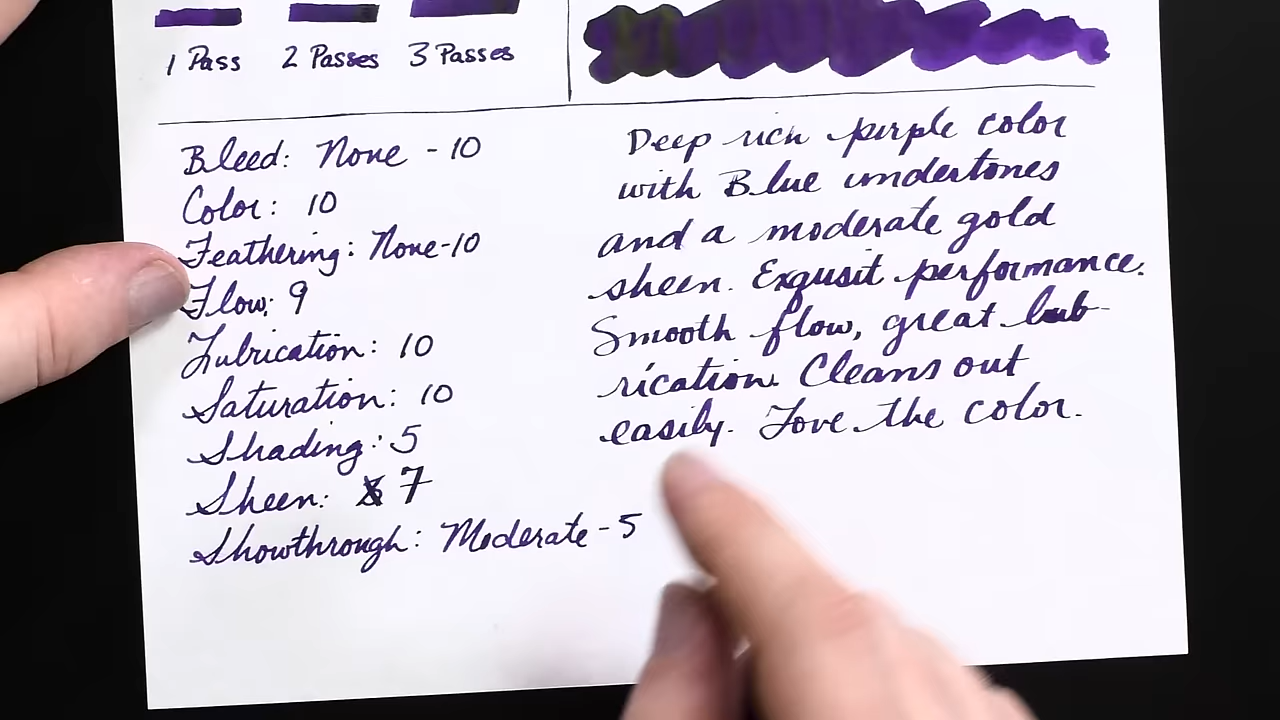 1 Pass 2 Passes 3 Passes
Bleed: None - 10
Color: 10
Feathering: None-10
Flow: 9
Lubrication: 10
Saturation: 10
Shading: 5
Sheen: 7
Showthrough: Moderate - 5
Deep rich purple color
with Blue undertones
and a moderate gold
sheen. Exqusit performance.
Smooth flow, great lub-
rication. Cleans out
easily. Love the color.